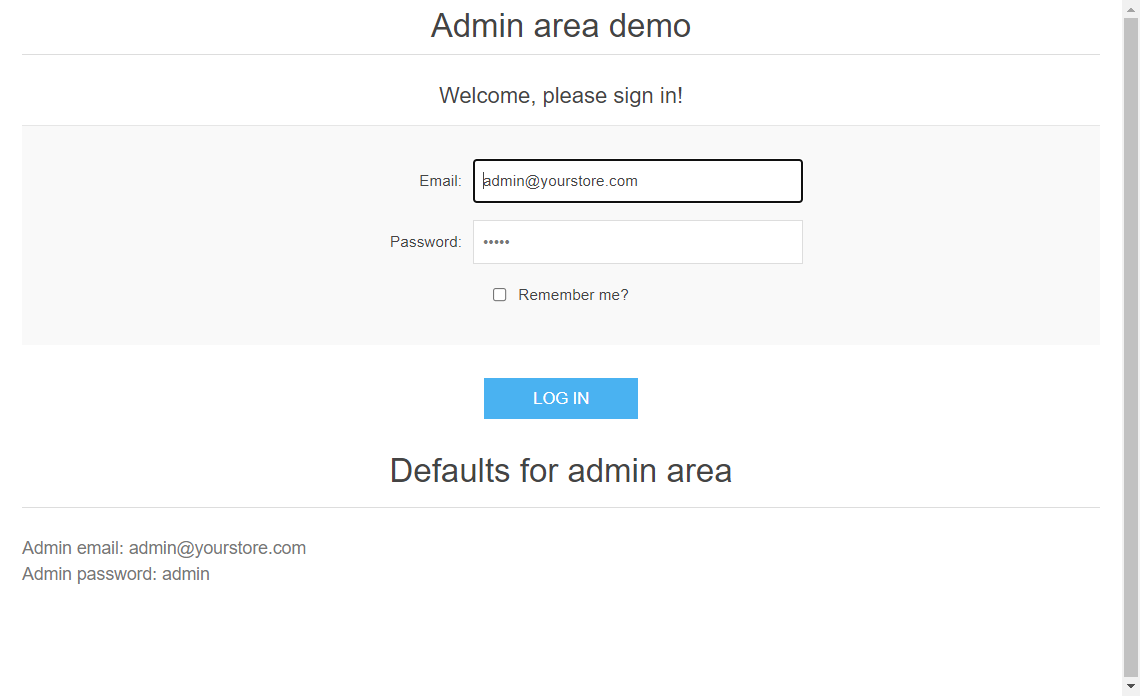 Admin area demo
Welcome, please sign in!
Email: admin@yourstore.com
Password: •••••
Remember me?
LOG IN
Defaults for admin area
Admin email: admin@yourstore.com
Admin password: admin